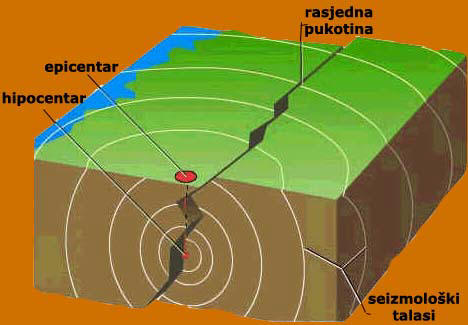 rasjedna
pukotina
epicentar
hipocentar
seizmološki
talasi